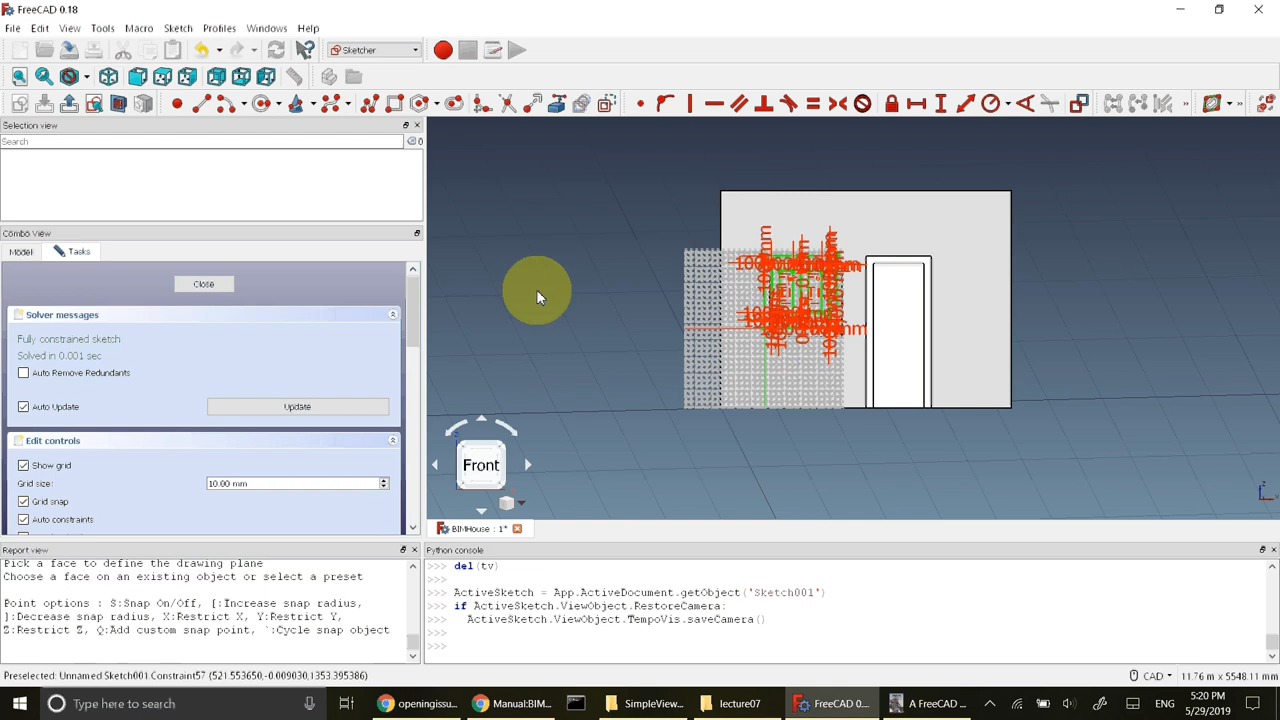 FreeCAD 0.18
File Edit View Tools Macro Sketch Profiles Windows Help
Sketcher
Selection view
Search
0
Combo View
Model Tasks
Close
Solver messages
Fully constrained sketch
Solved in 0.001 sec
Auto Remove Redundants
Auto Update Update
Edit controls
Show grid
Grid size: 10.00 mm
Grid snap
Auto constraints
Front
BIMHouse : 1*
Report view
Pick a face to define the drawing plane
Choose a face on an existing object or select a preset
Point options : S:Snap On/Off, [:Increase snap radius,
]:Decrease snap radius, X:Restrict X, Y:Restrict Y,
Z:Restrict Z, Q:Add custom snap point, `:Cycle snap object
Python console
>>> del(tv)
>>>
>>> ActiveSketch = App.ActiveDocument.getObject('Sketch001')
>>> if ActiveSketch.ViewObject.RestoreCamera:
>>>   ActiveSketch.ViewObject.TempoVis.saveCamera()
>>>
>>>
Preselected: Unnamed.Sketch001.Constraint57 (521.553650,-0.009030,1353.395386)
CAD 11.76 m x 5548.11 mm
Type here to search
openingissu...
Manual:BIM...
SimpleView...
lecture07
FreeCAD 0....
A FreeCAD ...
ENG
5:20 PM
5/29/2019